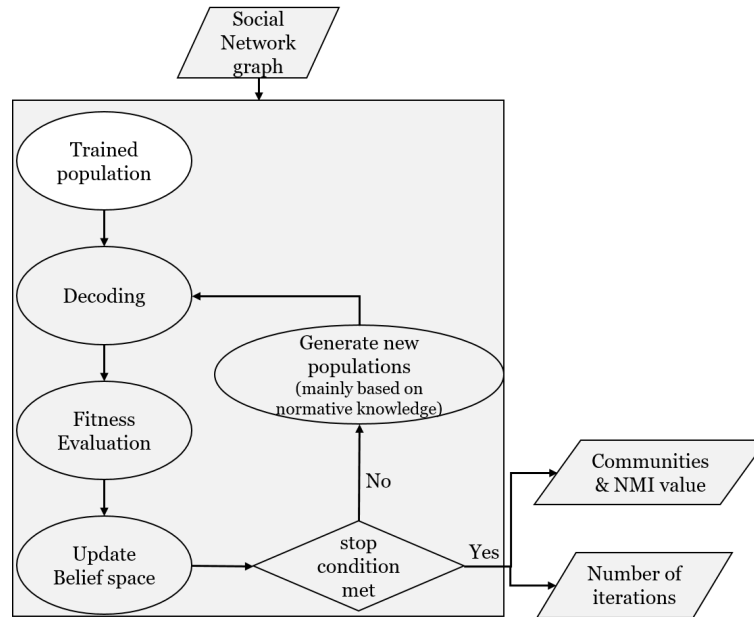 Social
Network
graph
Trained
population
Decoding
Generate new
populations
(mainly based on
normative knowledge)
Fitness
Evaluation
No
Communities
& NMI value
Update
Belief space
stop
condition
met
Yes
Number of
iterations